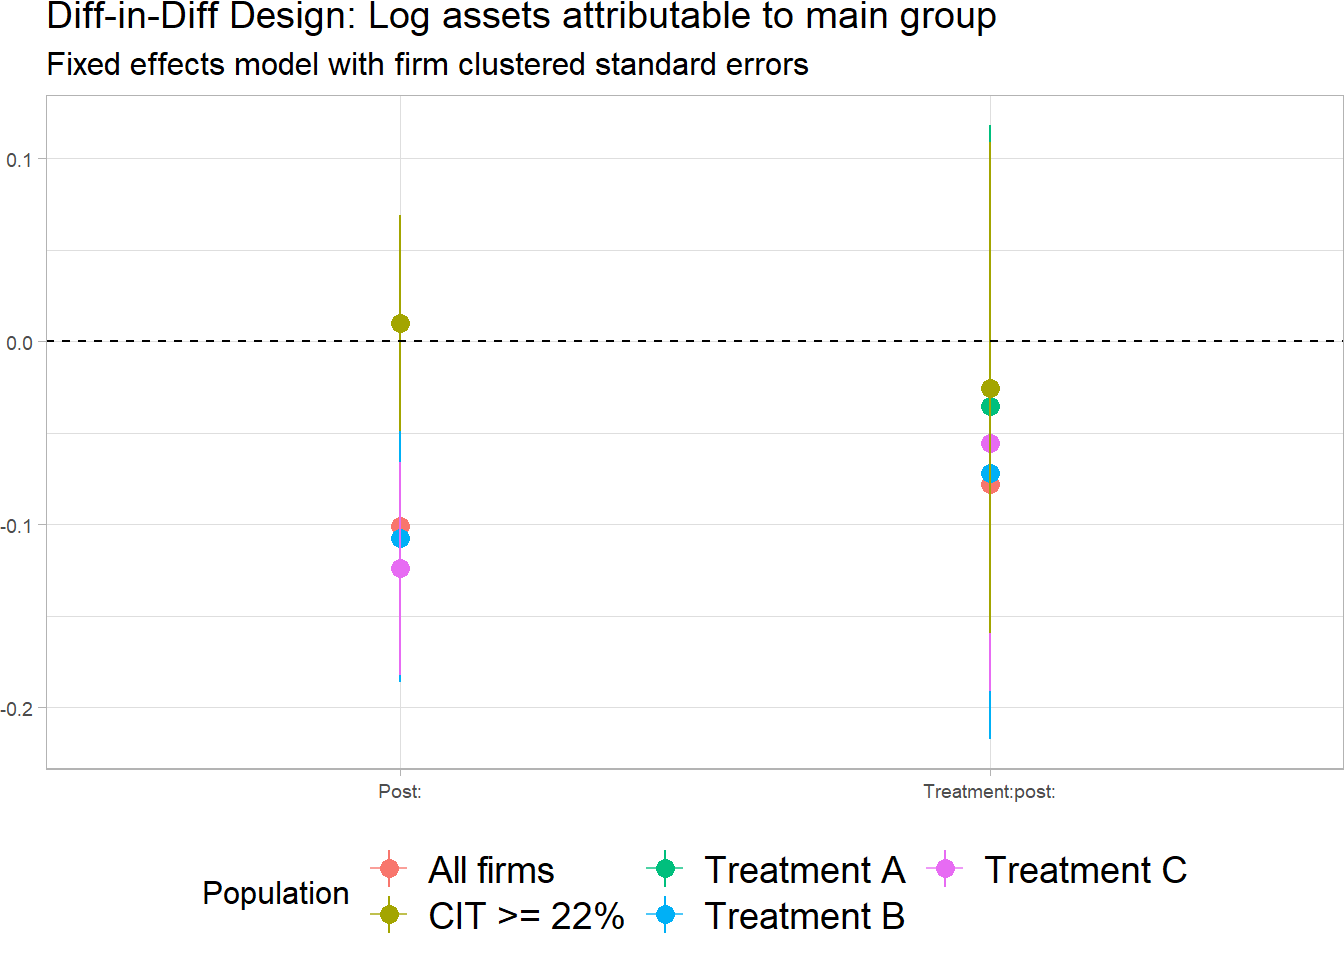 Diff-in-Diff Design: Log assets attributable to main group
Fixed effects model with firm clustered standard errors
0.1
0.0
-0.1
-0.2
Post:
Treatment:post:
Population
All firms
Treatment A
Treatment C
CIT >= 22%
Treatment B